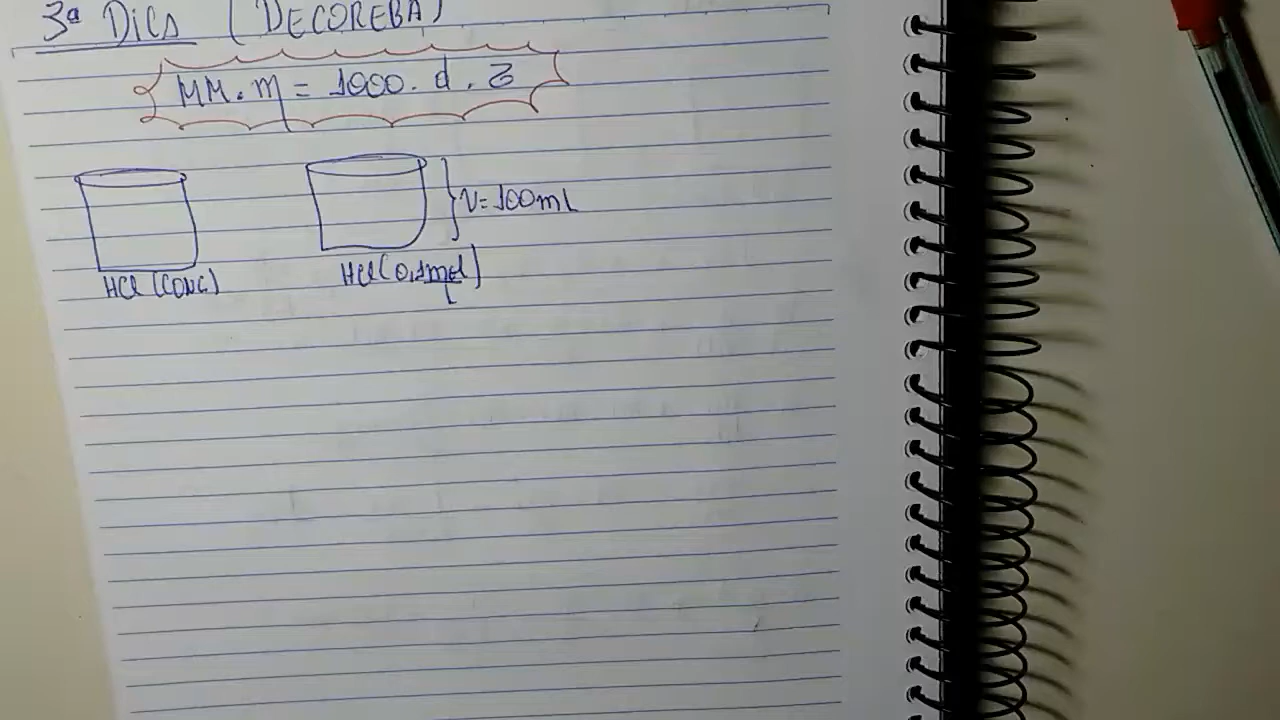 3ª DICA (DECOREBA)
MM.M = 1000.d.z
V=100mL
HCl (CONC)
HCl (0,1mol
L)